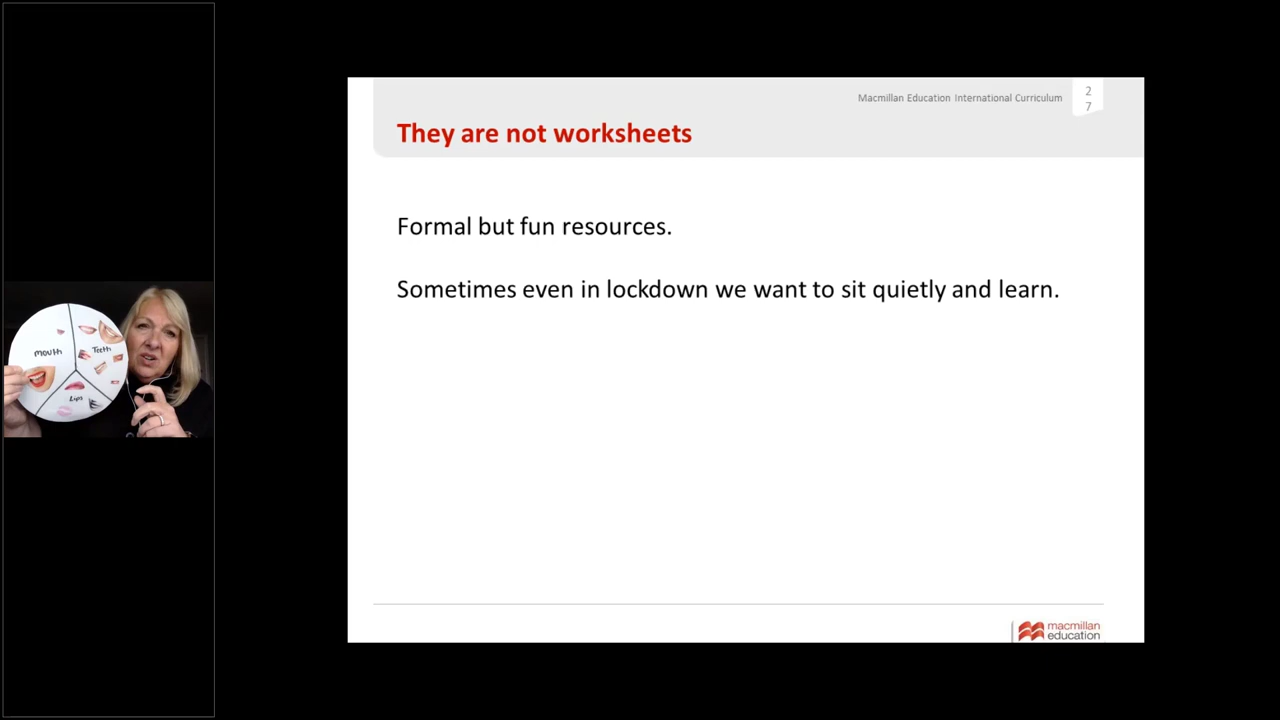 Macmillan Education International Curriculum
2
7
They are not worksheets
Formal but fun resources.
Sometimes even in lockdown we want to sit quietly and learn.
mouth
Teeth
Lips
macmillan
education